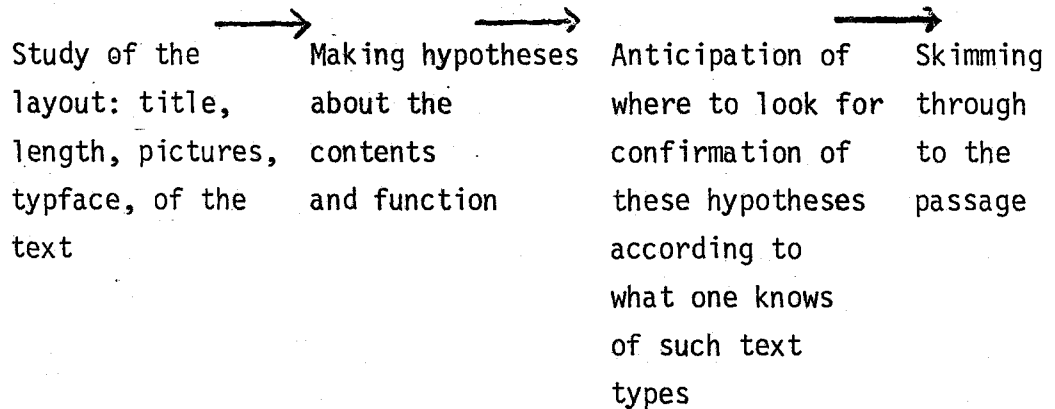 Study of the
layout: title,
length, pictures,
typface, of the
text
Making hypotheses
about the
contents
and function
Anticipation of
where to look for
confirmation of
these hypotheses
according to
what one knows
of such text
types
Skimming
through
to the
passage